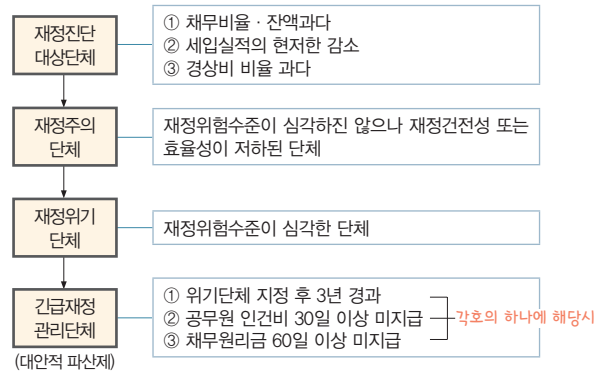 재정진단
대상단체
① 채무비율 · 잔액과다
② 세입실적의 현저한 감소
③ 경상비 비율 과다
재정주의
단체
재정위험수준이 심각하진 않으나 재정건전성 또는
효율성이 저하된 단체
재정위기
단체
재정위험수준이 심각한 단체
긴급재정
관리단체
(대안적 파산제)
① 위기단체 지정 후 3년 경과
② 공무원 인건비 30일 이상 미지급
③ 채무원리금 60일 이상 미지급
각호의 하나에 해당시